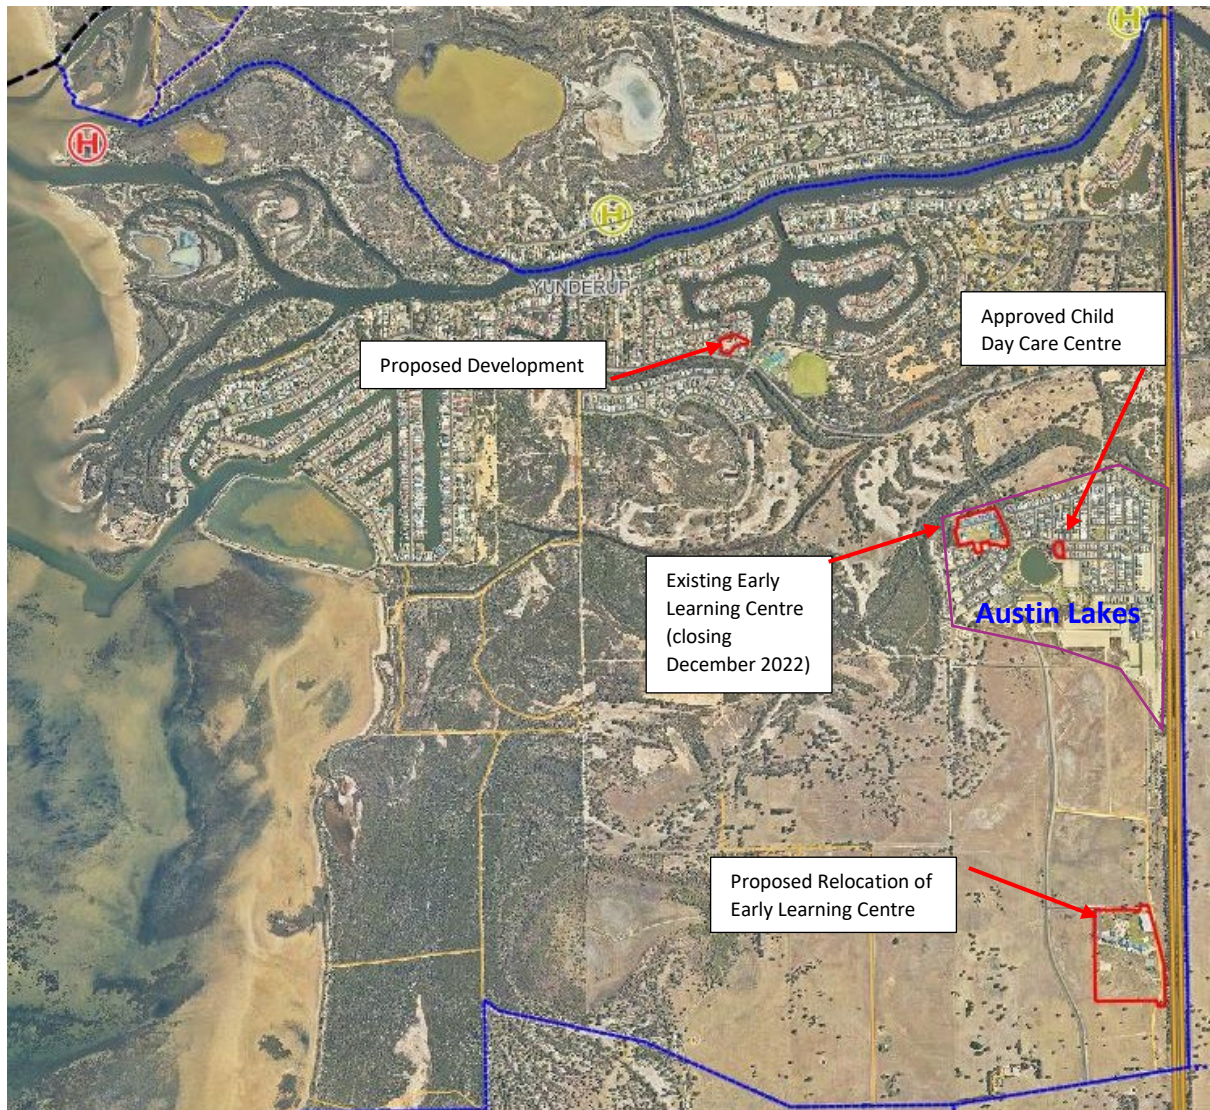 H
H
H
YUNDERUP
Approved Child
Day Care Centre
Proposed Development
Existing Early
Learning Centre
(closing
December 2022)
Austin Lakes
Proposed Relocation of
Early Learning Centre